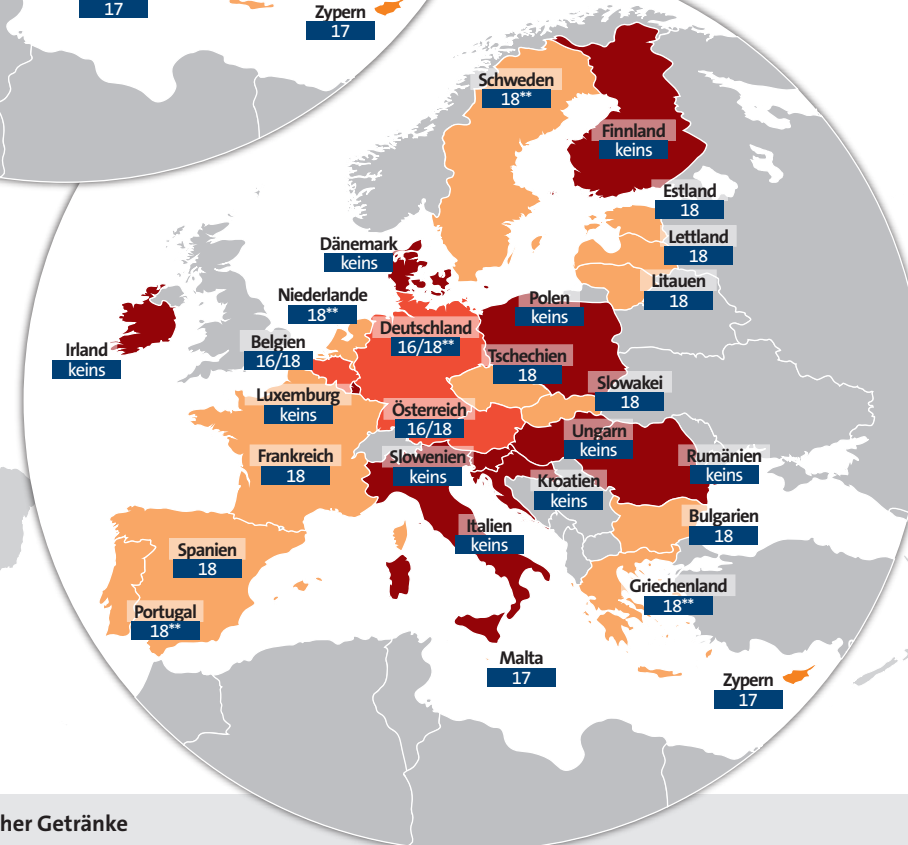 17
Zypern
17
Schweden
18**
Finnland
keins
Estland
18
Lettland
18
Litauen
18
Dänemark
keins
Niederlande
18**
Polen
keins
Belgien
16/18
Deutschland
16/18**
Irland
keins
Tschechien
18
Slowakei
18
Luxemburg
keins
Österreich
16/18
Ungarn
keins
Frankreich
18
Slowenien
keins
Rumänien
keins
Kroatien
keins
Italien
keins
Bulgarien
18
Spanien
18
Griechenland
18**
Portugal
18**
Malta
17
Zypern
17
her Getränke